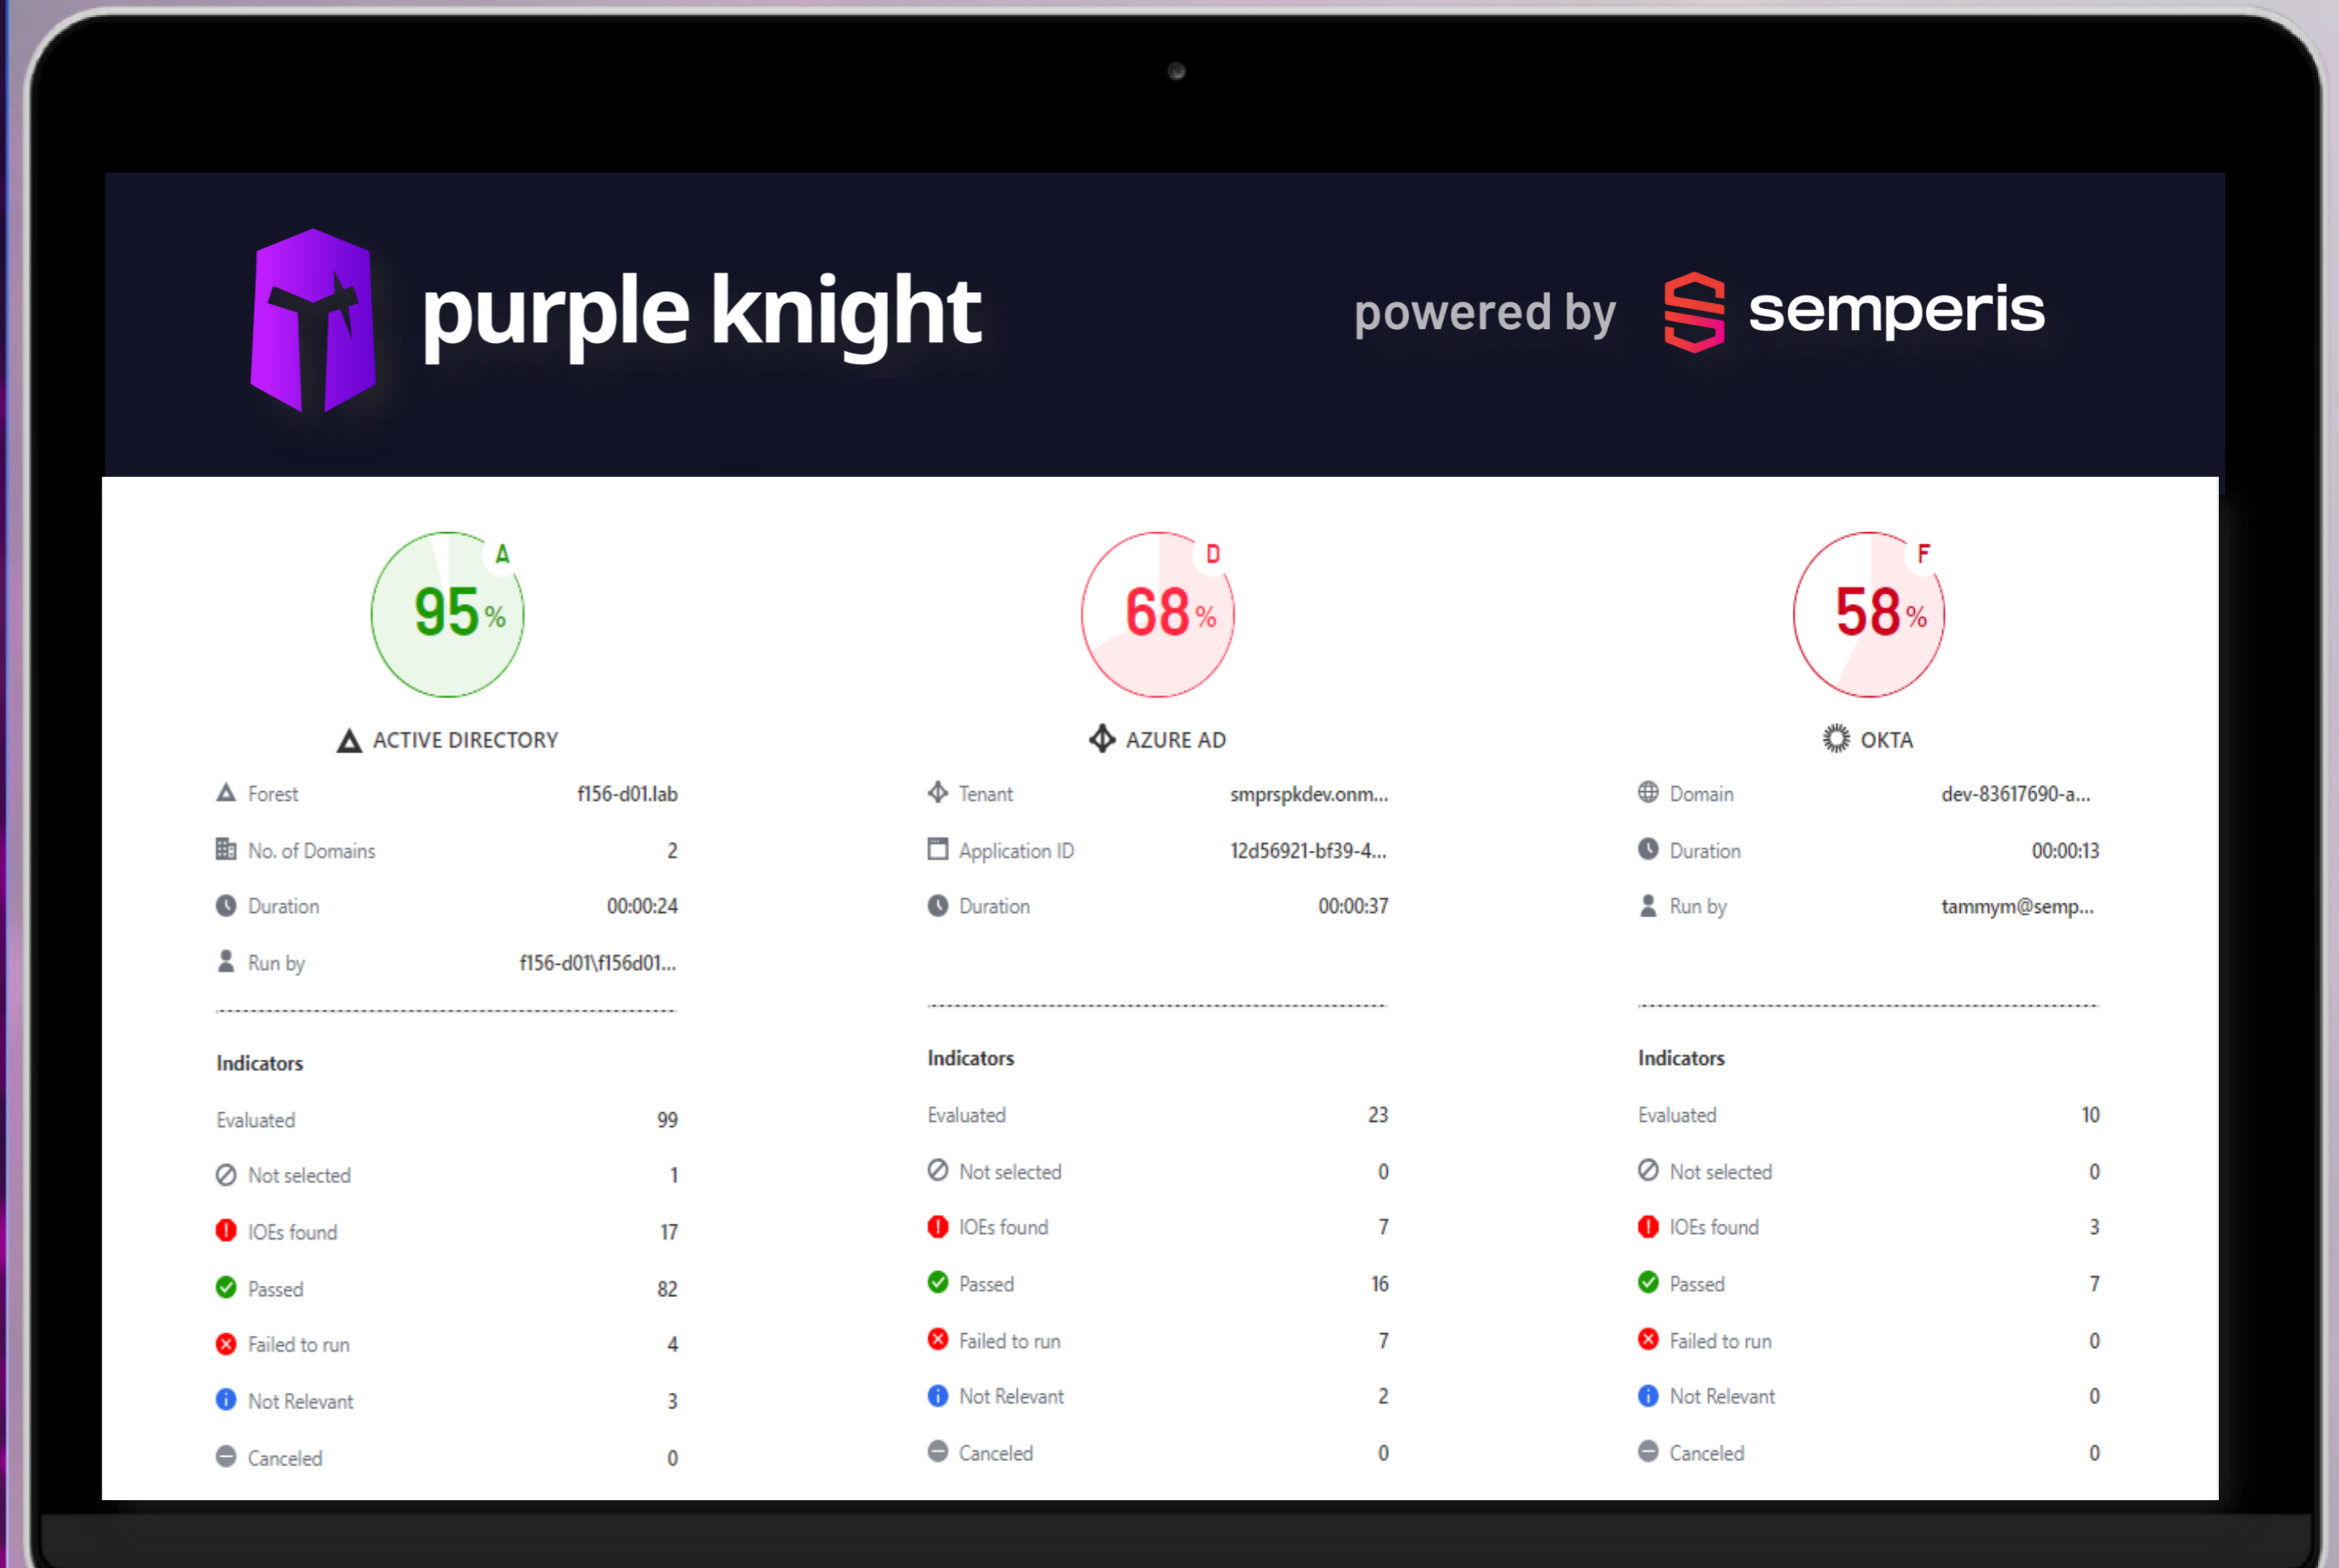 purple knight
powered by semperis
A
95%
ACTIVE DIRECTORY
Forest f156-d01.lab
No. of Domains 2
Duration 00:00:24
Run by f156-d01\f156d01...
Indicators
Evaluated 99
Not selected 1
IOEs found 17
Passed 82
Failed to run 4
Not Relevant 3
Canceled 0
D
68%
AZURE AD
Tenant smprspkdev.onm...
Application ID 12d56921-bf39-4...
Duration 00:00:37
Indicators
Evaluated 23
Not selected 0
IOEs found 7
Passed 16
Failed to run 7
Not Relevant 2
Canceled 0
F
58%
OKTA
Domain dev-83617690-a...
Duration 00:00:13
Run by tammym@semp...
Indicators
Evaluated 10
Not selected 0
IOEs found 3
Passed 7
Failed to run 0
Not Relevant 0
Canceled 0